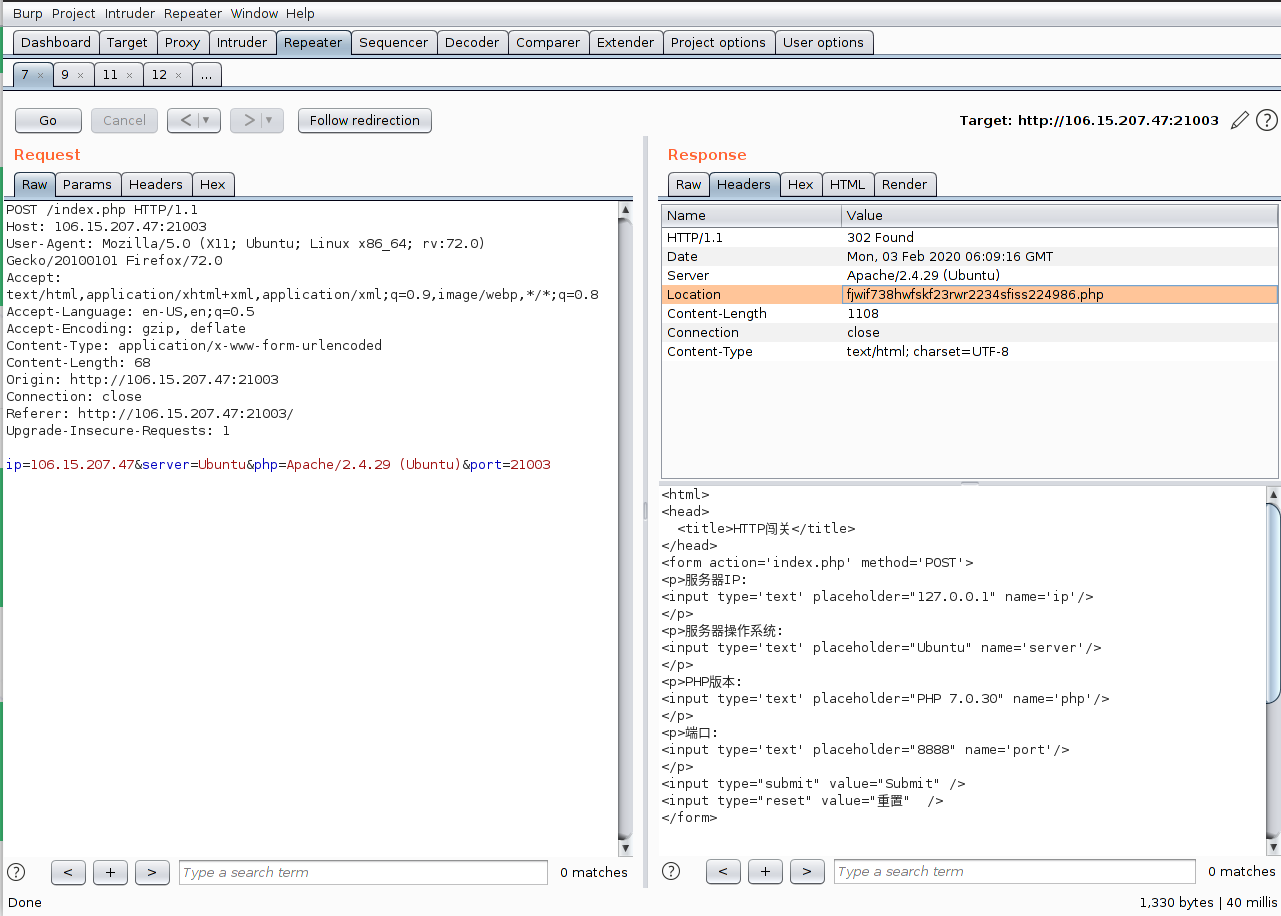 Burp Project Intruder Repeater Window Help
Dashboard Target Proxy Intruder Repeater Sequencer Decoder Comparer Extender Project options User options
7 × 9 × 11 × 12 × ...
Go Cancel < ▼ > ▼ Follow redirection Target: http://106.15.207.47:21003 ?
Request
Raw Params Headers Hex
POST /index.php HTTP/1.1
Host: 106.15.207.47:21003
User-Agent: Mozilla/5.0 (X11; Ubuntu; Linux x86_64; rv:72.0)
Gecko/20100101 Firefox/72.0
Accept:
text/html,application/xhtml+xml,application/xml;q=0.9,image/webp,*/*;q=0.8
Accept-Language: en-US,en;q=0.5
Accept-Encoding: gzip, deflate
Content-Type: application/x-www-form-urlencoded
Content-Length: 68
Origin: http://106.15.207.47:21003
Connection: close
Referer: http://106.15.207.47:21003/
Upgrade-Insecure-Requests: 1
ip=106.15.207.47&server=Ubuntu&php=Apache/2.4.29 (Ubuntu)&port=21003
? < + > Type a search term 0 matches
Response
Raw Headers Hex HTML Render
Name Value
HTTP/1.1 302 Found
Date Mon, 03 Feb 2020 06:09:16 GMT
Server Apache/2.4.29 (Ubuntu)
Location fjwif738hwfskf23rwr2234sfiss224986.php
Content-Length 1108
Connection close
Content-Type text/html; charset=UTF-8
<html>
<head>
<title>HTTP闯关</title>
</head>
<form action='index.php' method='POST'>
<p>服务器IP:
<input type='text' placeholder="127.0.0.1" name='ip'/>
</p>
<p>服务器操作系统:
<input type='text' placeholder="Ubuntu" name='server'/>
</p>
<p>PHP版本:
<input type='text' placeholder="PHP 7.0.30" name='php'/>
</p>
<p>端口:
<input type='text' placeholder="8888" name='port'/>
</p>
<input type="submit" value="Submit" />
<input type="reset" value="重置"  />
</form>
? < + > Type a search term 0 matches
Done 1,330 bytes | 40 millis